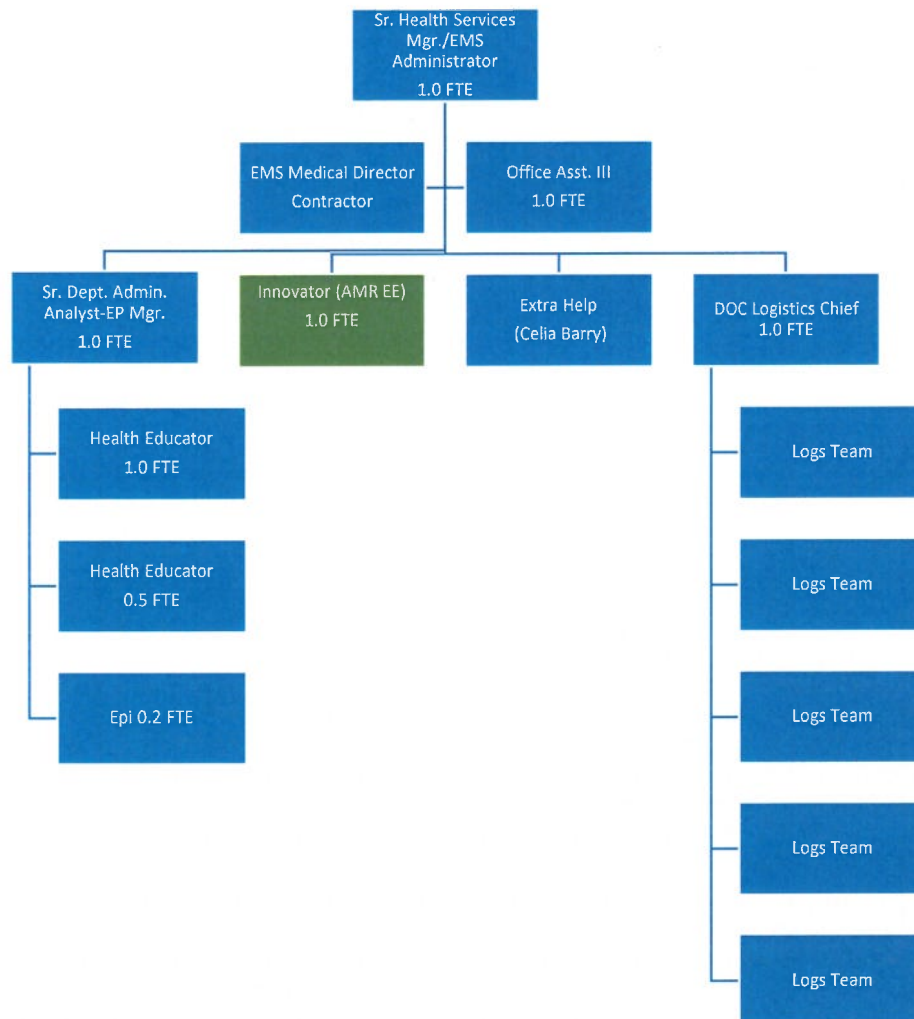 Sr. Health Services
Mgr./EMS
Administrator
1.0 FTE
EMS Medical Director
Contractor
Office Asst. III
1.0 FTE
Sr. Dept. Admin.
Analyst-EP Mgr.
1.0 FTE
Innovator (AMR EE)
1.0 FTE
Extra Help
(Celia Barry)
DOC Logistics Chief
1.0 FTE
Health Educator
1.0 FTE
Health Educator
0.5 FTE
Epi 0.2 FTE
Logs Team
Logs Team
Logs Team
Logs Team
Logs Team